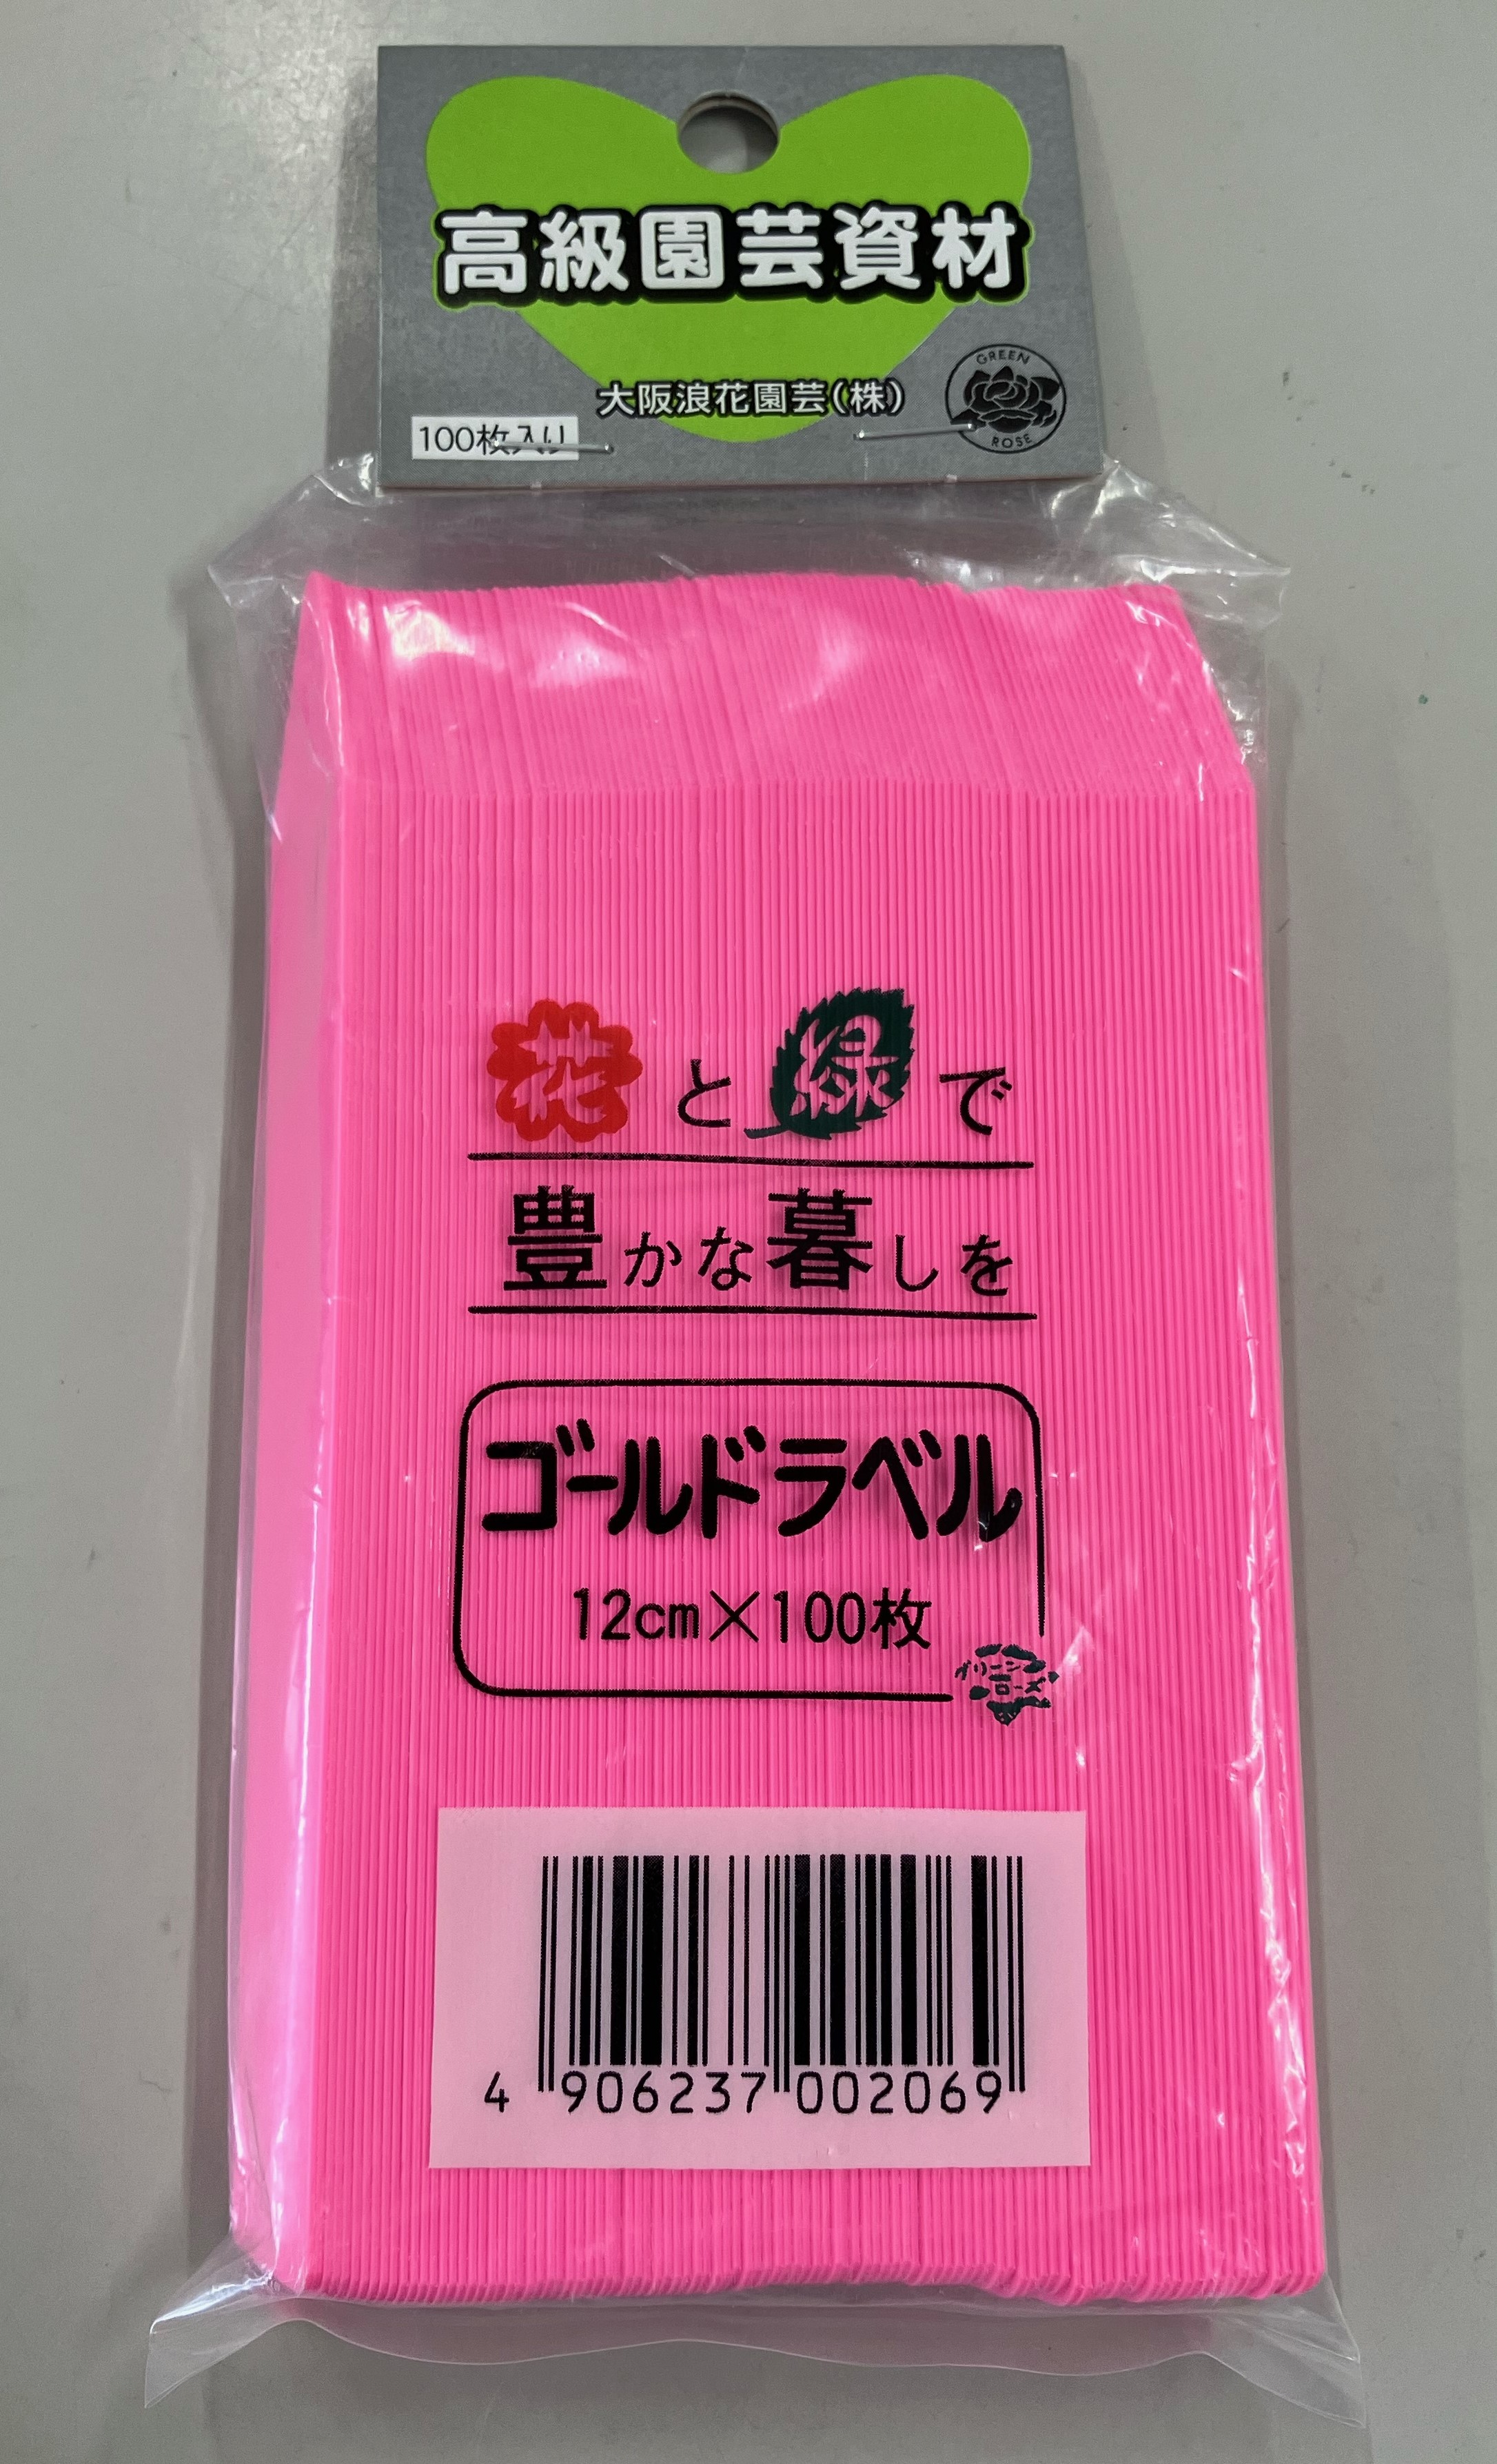 高級園芸資材
大阪浪花園芸(株)
GREEN
ROSE
100枚入り
花と緑で
豊かな暮しを
ゴールドラベル
12cm×100枚
グリーン
ローズ
4 906237 002069